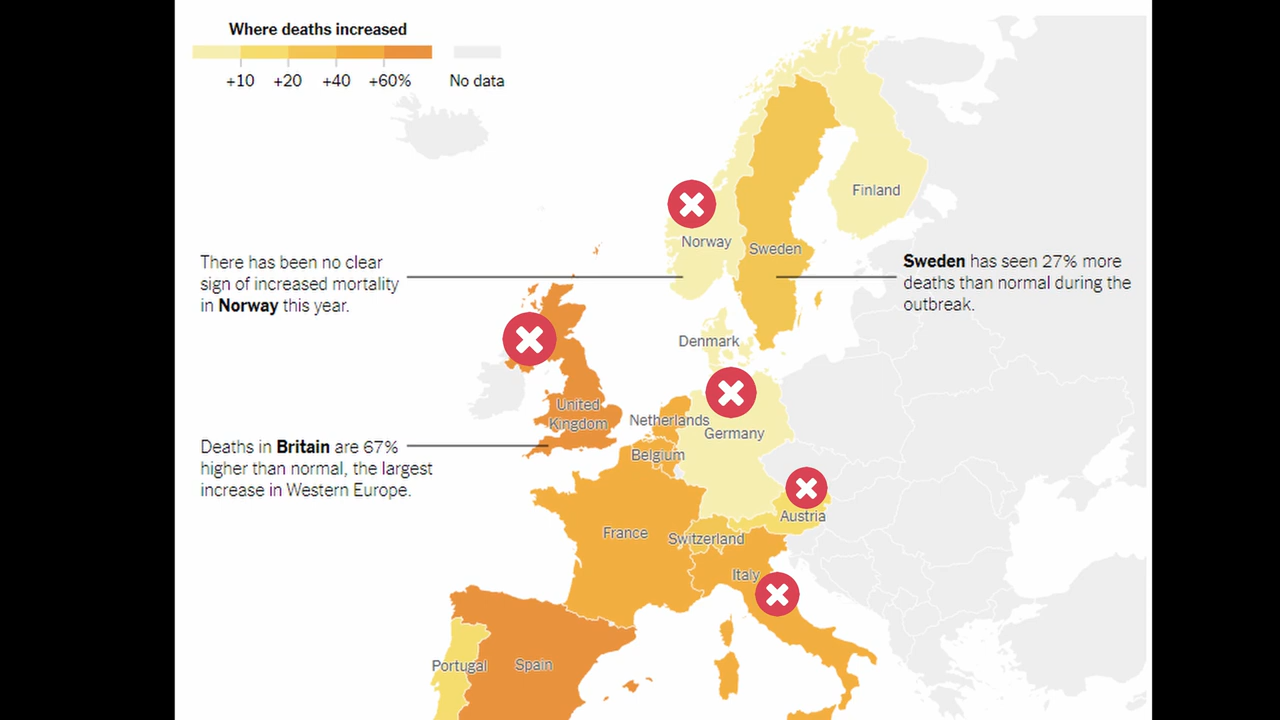 Where deaths increased
+10 +20 +40 +60% No data
Finland
Norway
Sweden
There has been no clear
sign of increased mortality
in Norway this year.
Sweden has seen 27% more
deaths than normal during the
outbreak.
Denmark
United
Kingdom
Netherlands
Germany
Belgium
Deaths in Britain are 67%
higher than normal, the largest
increase in Western Europe.
Austria
France
Switzerland
Italy
Portugal
Spain